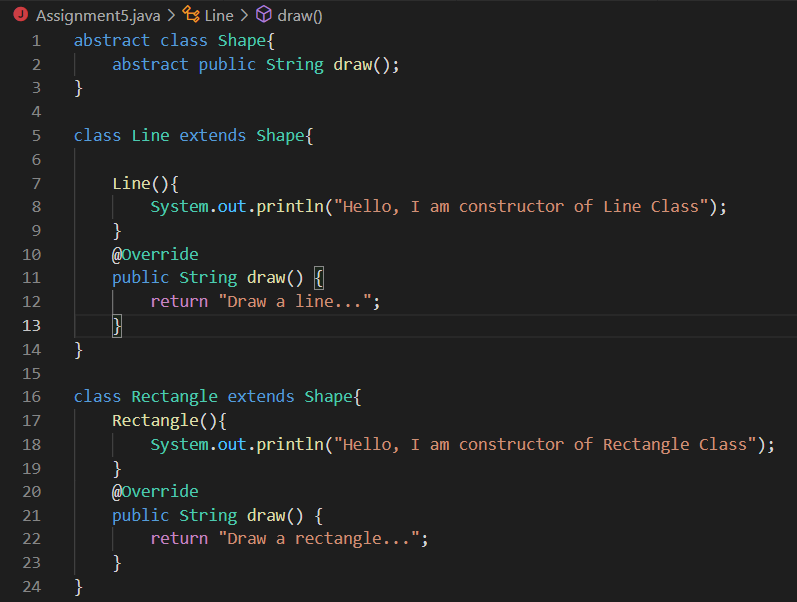 Assignment5.java > Line > draw()
1 abstract class Shape{
2     abstract public String draw();
3 }
4
5 class Line extends Shape{
6
7     Line(){
8         System.out.println("Hello, I am constructor of Line Class");
9     }
10     @Override
11     public String draw() {
12         return "Draw a line...";
13     }
14 }
15
16 class Rectangle extends Shape{
17     Rectangle(){
18         System.out.println("Hello, I am constructor of Rectangle Class");
19     }
20     @Override
21     public String draw() {
22         return "Draw a rectangle...";
23     }
24 }